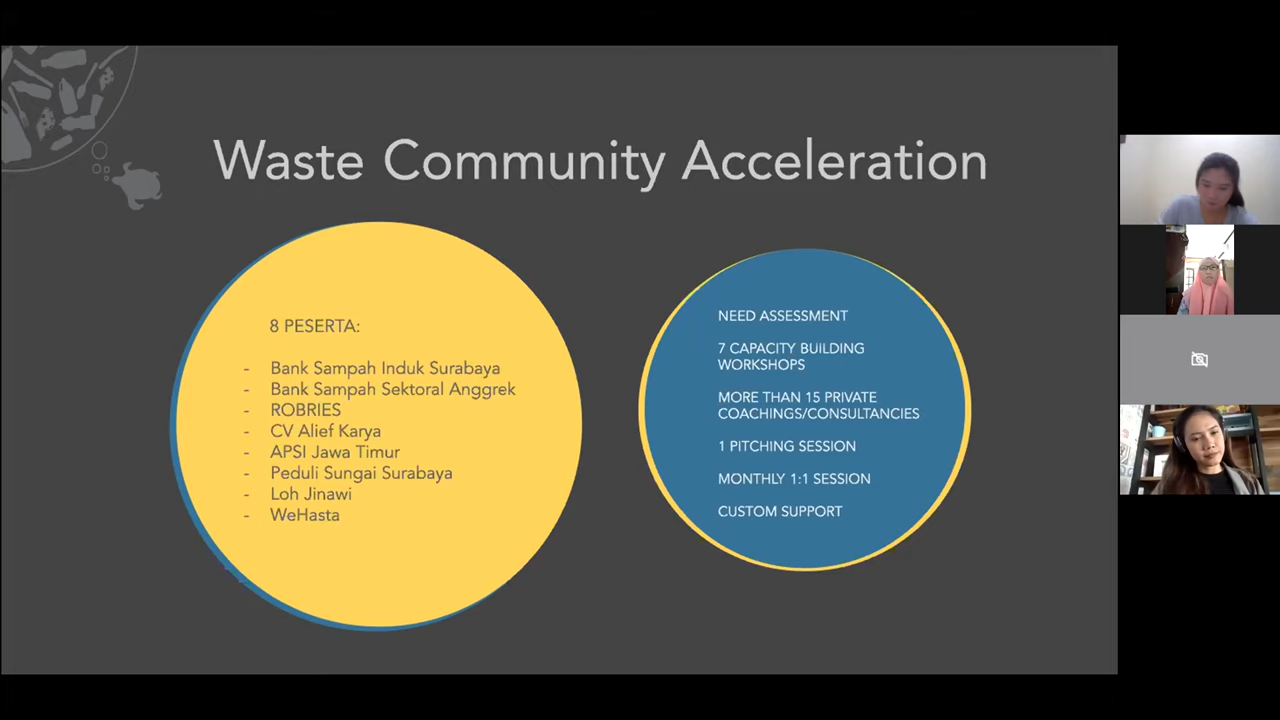 Waste Community Acceleration
8 PESERTA:
- Bank Sampah Induk Surabaya
- Bank Sampah Sektoral Anggrek
- ROBRIES
- CV Alief Karya
- APSI Jawa Timur
- Peduli Sungai Surabaya
- Loh Jinawi
- WeHasta
NEED ASSESSMENT
7 CAPACITY BUILDING
WORKSHOPS
MORE THAN 15 PRIVATE
COACHINGS/CONSULTANCIES
1 PITCHING SESSION
MONTHLY 1:1 SESSION
CUSTOM SUPPORT